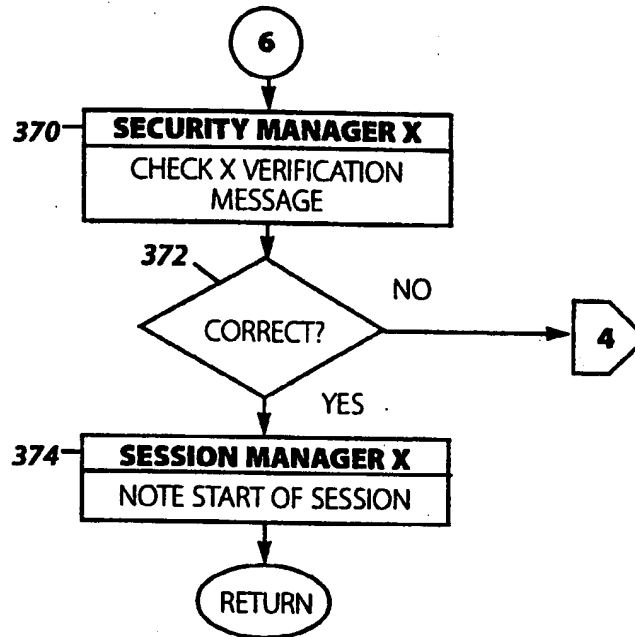 6
370
SECURITY MANAGER X
CHECK X VERIFICATION
MESSAGE
372
NO
CORRECT?
4
YES
374
SESSION MANAGER X
NOTE START OF SESSION
RETURN